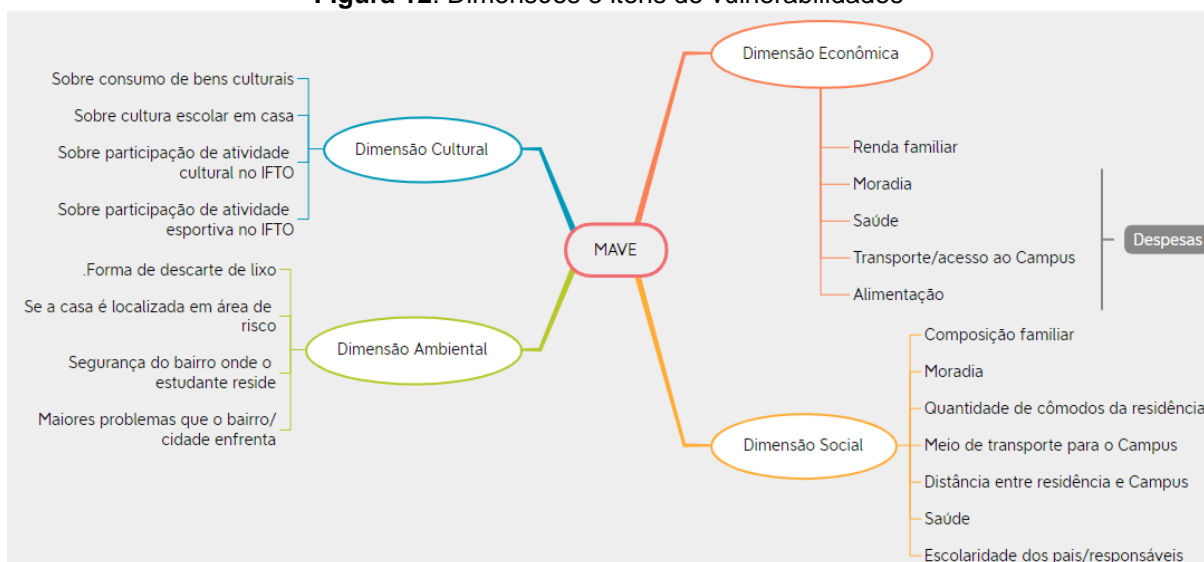 Figura 12: Dimensões e itens de vulnerabilidades
Dimensão Econômica
Renda familiar
Moradia
Saúde
Transporte/acesso ao Campus
Alimentação
Despesas
Sobre consumo de bens culturais
Sobre cultura escolar em casa
Sobre participação de atividade
cultural no IFTO
Sobre participação de atividade
esportiva no IFTO
Dimensão Cultural
MAVE
.Forma de descarte de lixo
Se a casa é localizada em área de
risco
Segurança do bairro onde o
estudante reside
Maiores problemas que o bairro/
cidade enfrenta
Dimensão Ambiental
Dimensão Social
Composição familiar
Moradia
Quantidade de cômodos da residência
Meio de transporte para o Campus
Distância entre residência e Campus
Saúde
Escolaridade dos pais/responsáveis